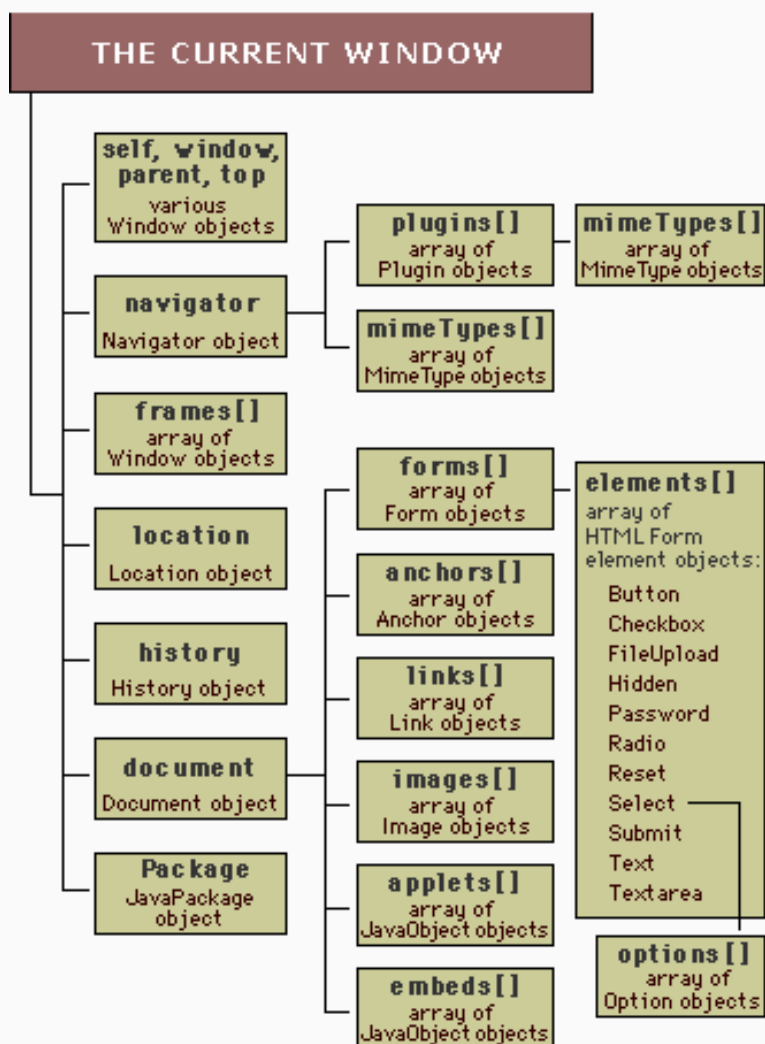 THE CURRENT WINDOW
self, window,
parent, top
various
Window objects
navigator
Navigator object
plugins[]
array of
Plugin objects
mimeTypes[]
array of
MimeType objects
mimeTypes[]
array of
MimeType objects
frames[]
array of
Window objects
location
Location object
history
History object
document
Document object
Package
JavaPackage
object
forms[]
array of
Form objects
anchors[]
array of
Anchor objects
links[]
array of
Link objects
images[]
array of
Image objects
applets[]
array of
JavaObject objects
embeds[]
array of
JavaObject objects
elements[]
array of
HTML Form
element objects:
Button
Checkbox
FileUpload
Hidden
Password
Radio
Reset
Select
Submit
Text
Textarea
options[]
array of
Option objects